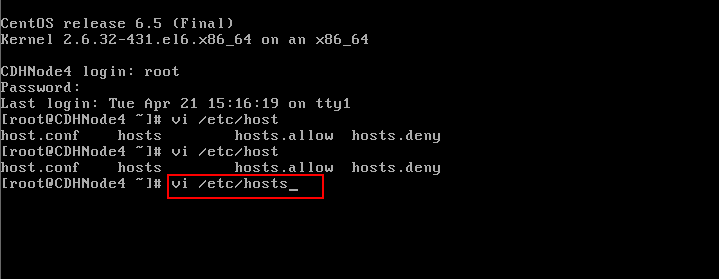 CentOS release 6.5 (Final)
Kernel 2.6.32-431.el6.x86_64 on an x86_64
CDHNode4 login: root
Password:
Last login: Tue Apr 21 15:16:19 on tty1
[root@CDHNode4 ~]# vi /etc/host
host.conf    hosts        hosts.allow  hosts.deny
[root@CDHNode4 ~]# vi /etc/host
host.conf    hosts        hosts.allow  hosts.deny
[root@CDHNode4 ~]# vi /etc/hosts_